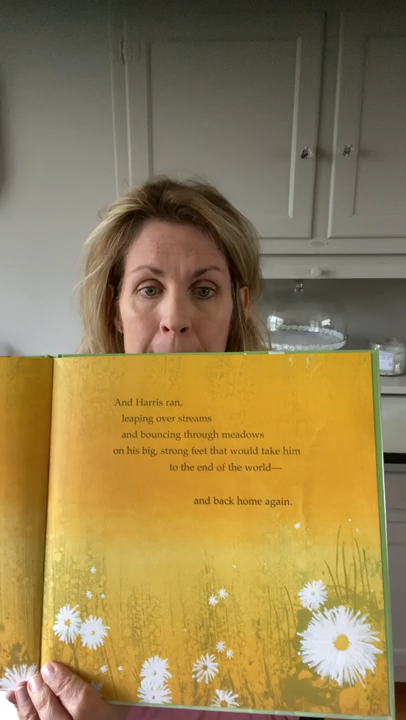 And Harris ran,
leaping over streams
and bouncing through meadows
on his big, strong feet that would take him
to the end of the world—
and back home again.